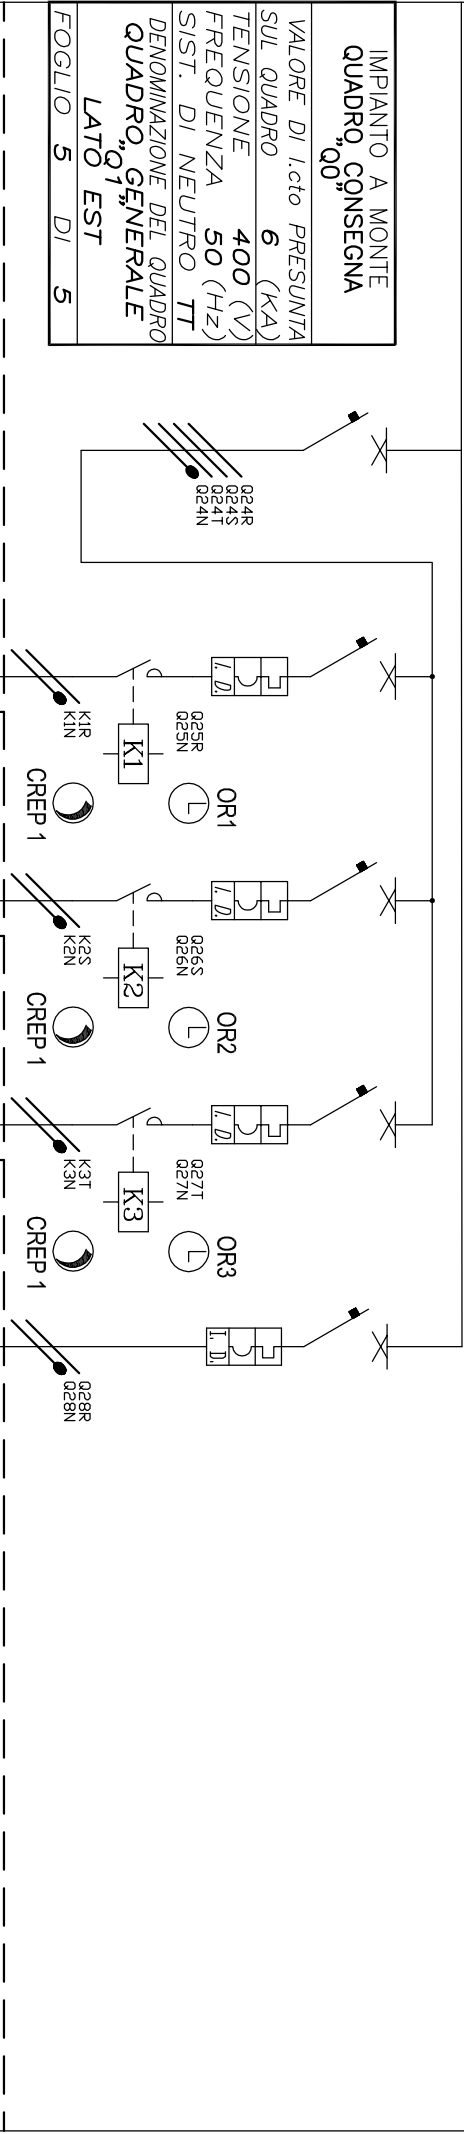 IMPIANTO A MONTE
QUADRO CONSEGNA
"Q0"
VALORE DI I.cto PRESUNTA
SUL QUADRO 6 (KA)
TENSIONE 400 (V)
FREQUENZA 50 (Hz)
SIST. DI NEUTRO TT
DENOMINAZIONE DEL QUADRO
QUADRO GENERALE
"Q1"
LATO EST
FOGLIO 5 DI 5
Q24R
Q24S
Q24T
Q24N
I.D.
Q25R
Q25N
K1
OR1
L
K1R
K1N
CREP 1
I.D.
Q26S
Q26N
K2
OR2
L
K2S
K2N
CREP 1
I.D.
Q27T
Q27N
K3
OR3
L
K3T
K3N
CREP 1
I. D.
Q28R
Q28N